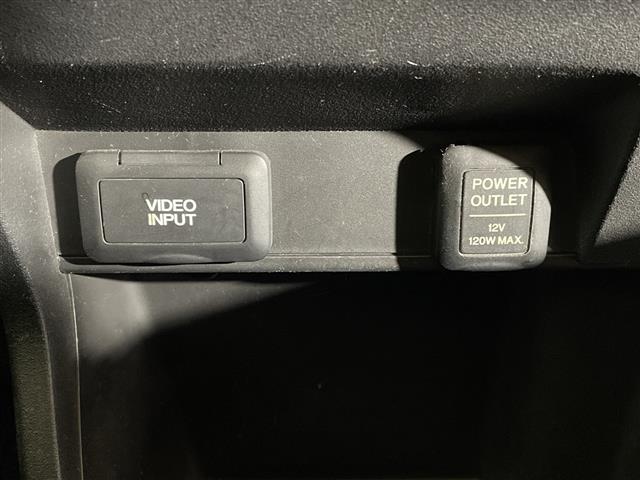 VIDEO
INPUT
POWER
OUTLET
12V
120W MAX.